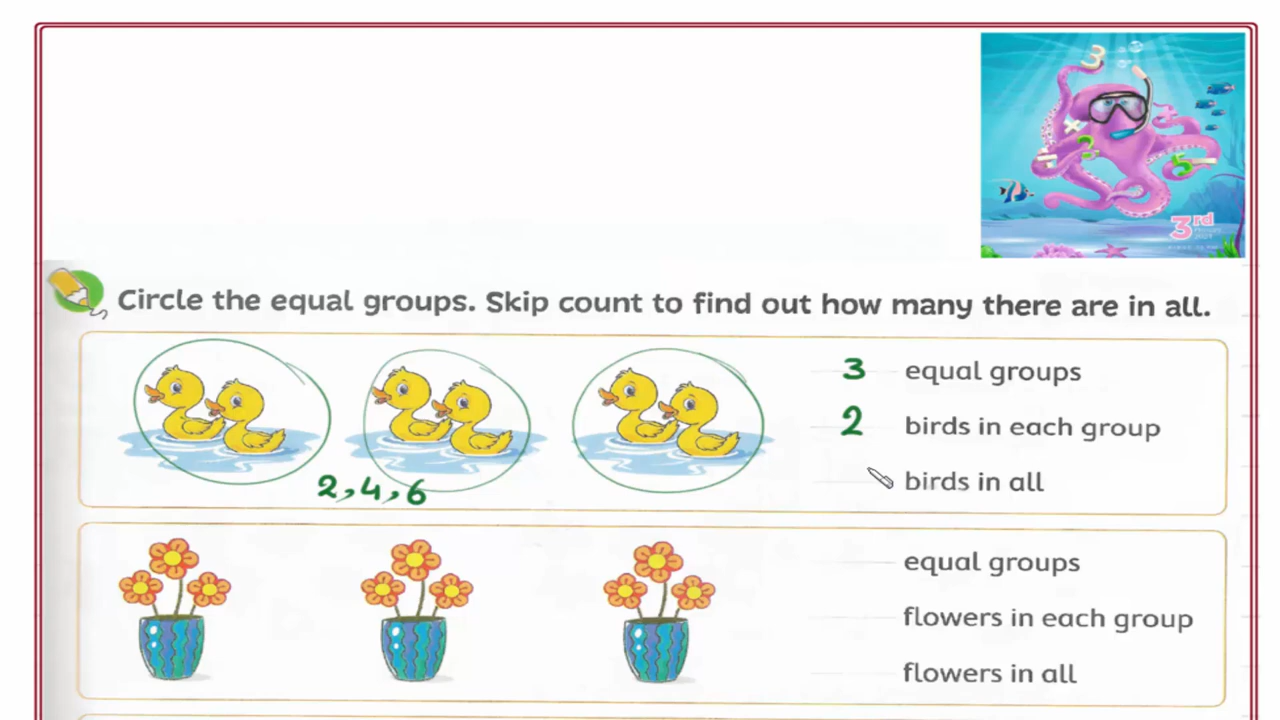 3rd
Circle the equal groups. Skip count to find out how many there are in all.
3 equal groups
2 birds in each group
birds in all
2,4,6
equal groups
flowers in each group
flowers in all